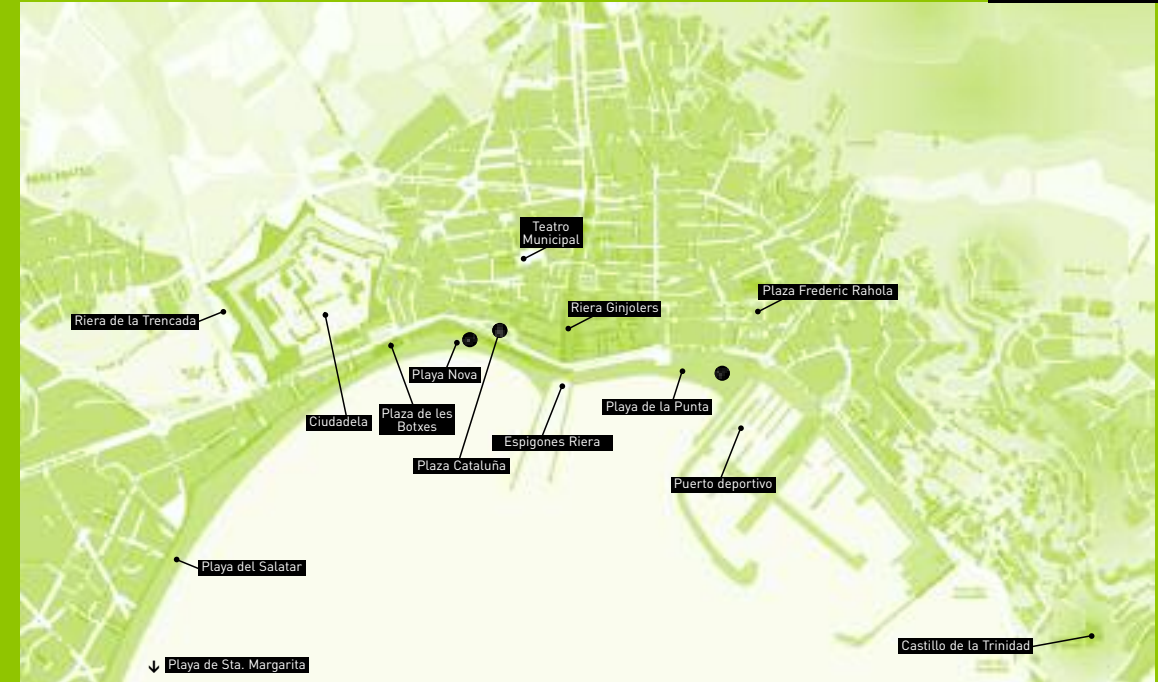 Teatro
Municipal
Plaza Frederic Rahola
Riera Ginjolers
Riera de la Trencada
Playa Nova
Playa de la Punta
Ciudadela
Plaza de les
Botxes
Espigones Riera
Plaza Cataluña
Puerto deportivo
Playa del Salatar
Castillo de la Trinidad
↓ Playa de Sta. Margarita